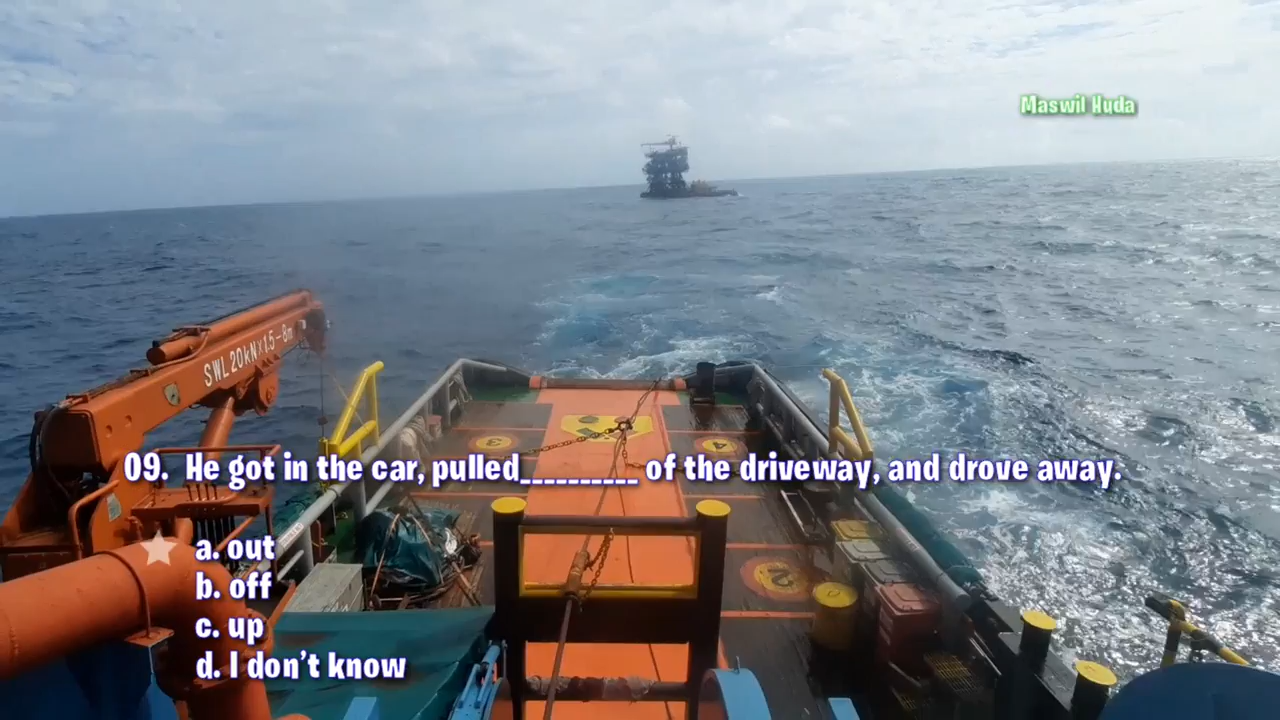 Maswil Huda
SWL 20kN×1.5-8m
3
4
09. He got in the car, pulled__________ of the driveway, and drove away.
2
a. out
b. off
c. up
d. I don't know